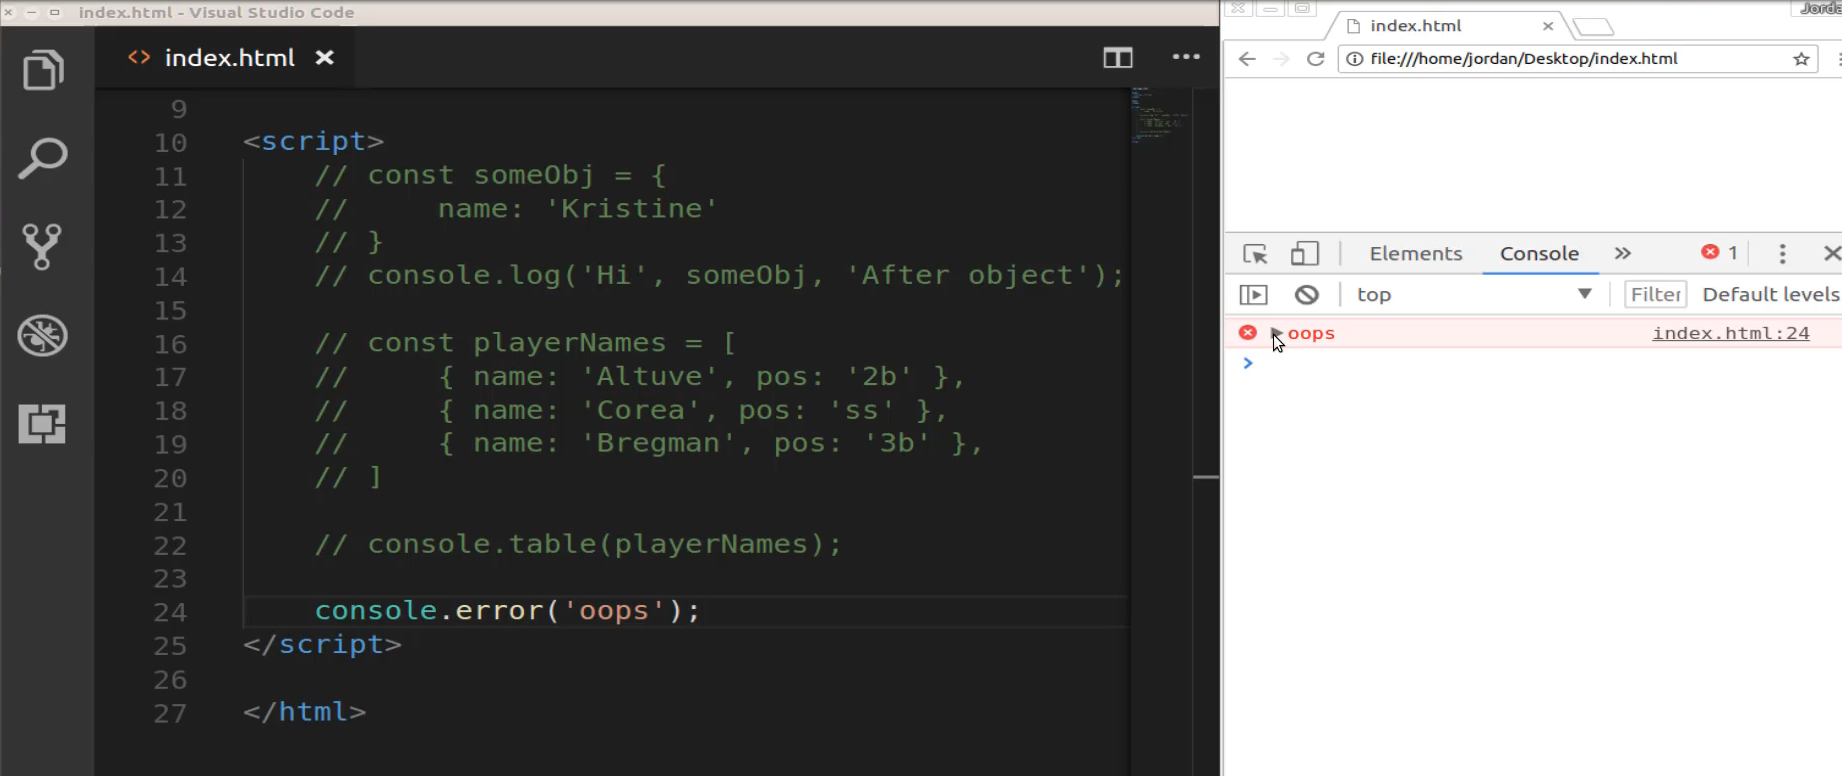 index.html - Visual Studio Code
index.html
9
10 <script>
11 // const someObj = {
12 //     name: 'Kristine'
13 // }
14 // console.log('Hi', someObj, 'After object');
15
16 // const playerNames = [
17 //     { name: 'Altuve', pos: '2b' },
18 //     { name: 'Corea', pos: 'ss' },
19 //     { name: 'Bregman', pos: '3b' },
20 // ]
21
22 // console.table(playerNames);
23
24 console.error('oops');
25 </script>
26
27 </html>
Jorda
index.html
file:///home/jordan/Desktop/index.html
Elements Console » 1
top Filter Default levels
oops index.html:24